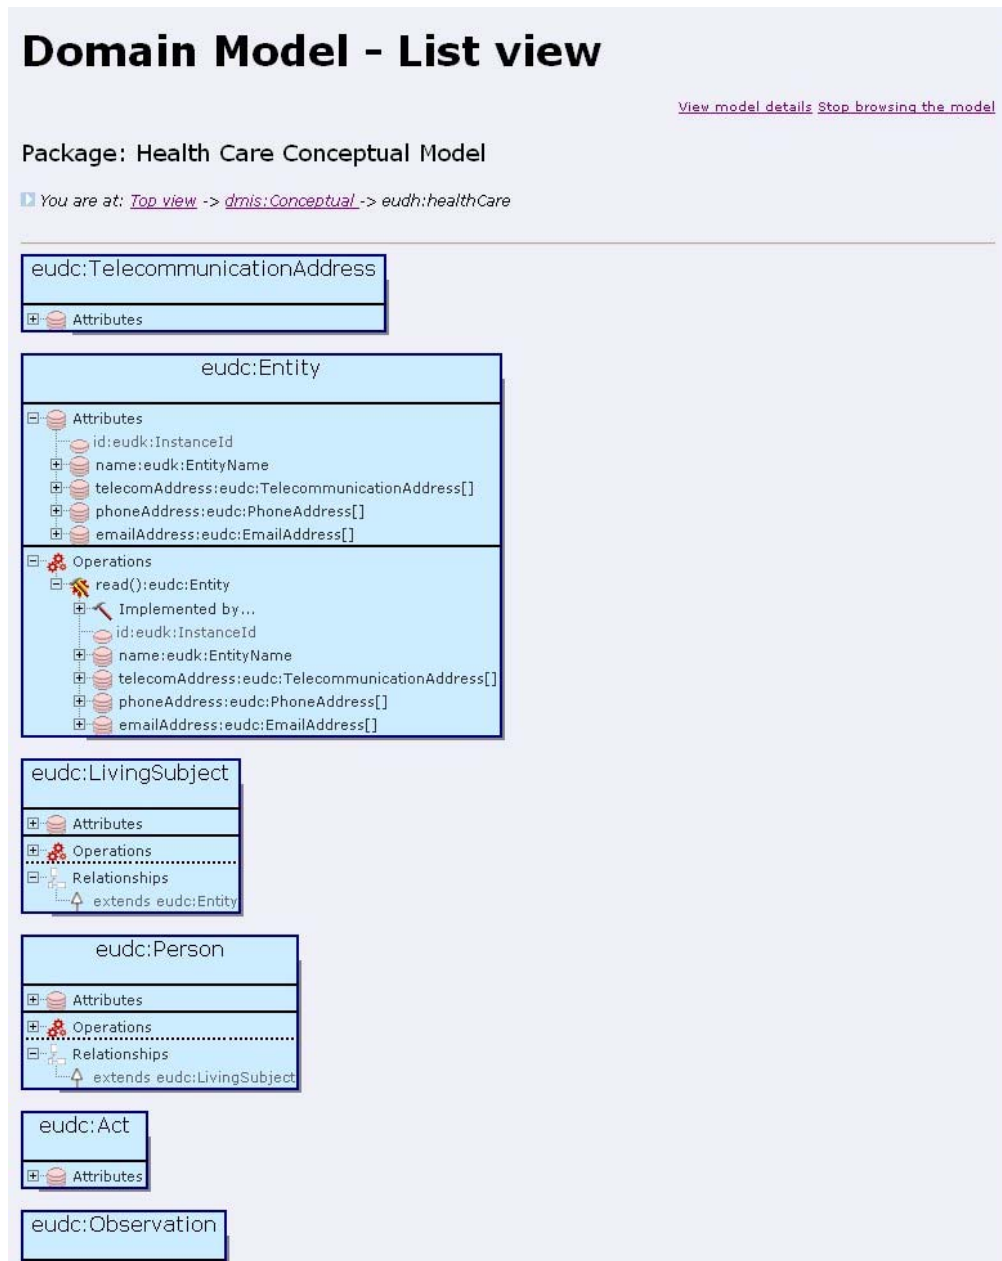 Domain Model - List view
View model details Stop browsing the model
Package: Health Care Conceptual Model
You are at: Top view -> dmis:Conceptual -> eudh:healthCare
eudc:TelecommunicationAddress
Attributes
eudc:Entity
Attributes
id:eudk:InstanceId
name:eudk:EntityName
telecomAddress:eudc:TelecommunicationAddress[]
phoneAddress:eudc:PhoneAddress[]
emailAddress:eudc:EmailAddress[]
Operations
read():eudc:Entity
Implemented by...
id:eudk:InstanceId
name:eudk:EntityName
telecomAddress:eudc:TelecommunicationAddress[]
phoneAddress:eudc:PhoneAddress[]
emailAddress:eudc:EmailAddress[]
eudc:LivingSubject
Attributes
Operations
Relationships
extends eudc:Entity
eudc:Person
Attributes
Operations
Relationships
extends eudc:LivingSubject
eudc:Act
Attributes
eudc:Observation